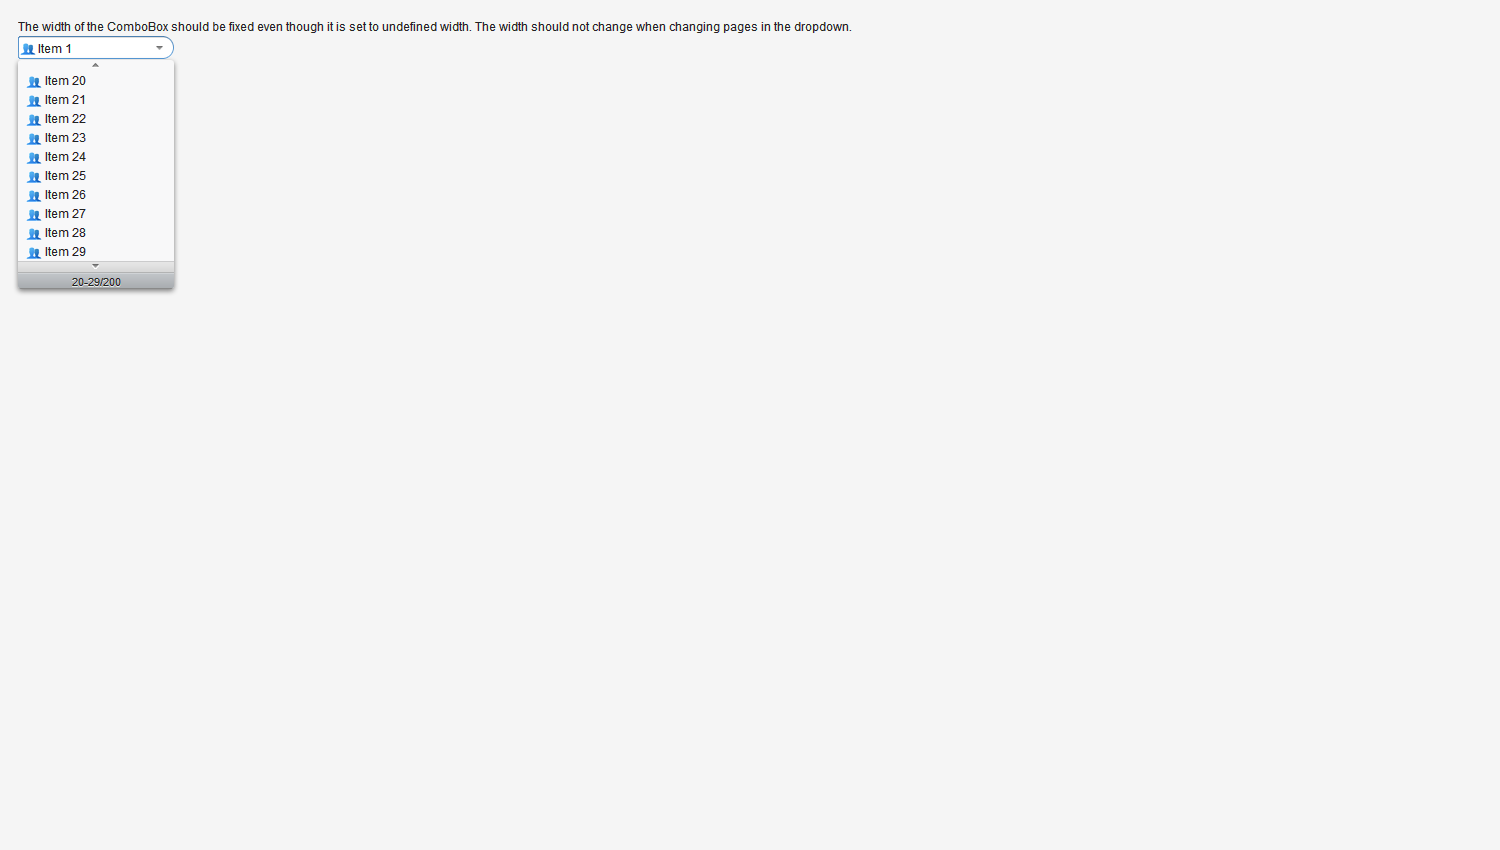 The width of the ComboBox should be fixed even though it is set to undefined width. The width should not change when changing pages in the dropdown.
Item 1
Item 20
Item 21
Item 22
Item 23
Item 24
Item 25
Item 26
Item 27
Item 28
Item 29
20-29/200